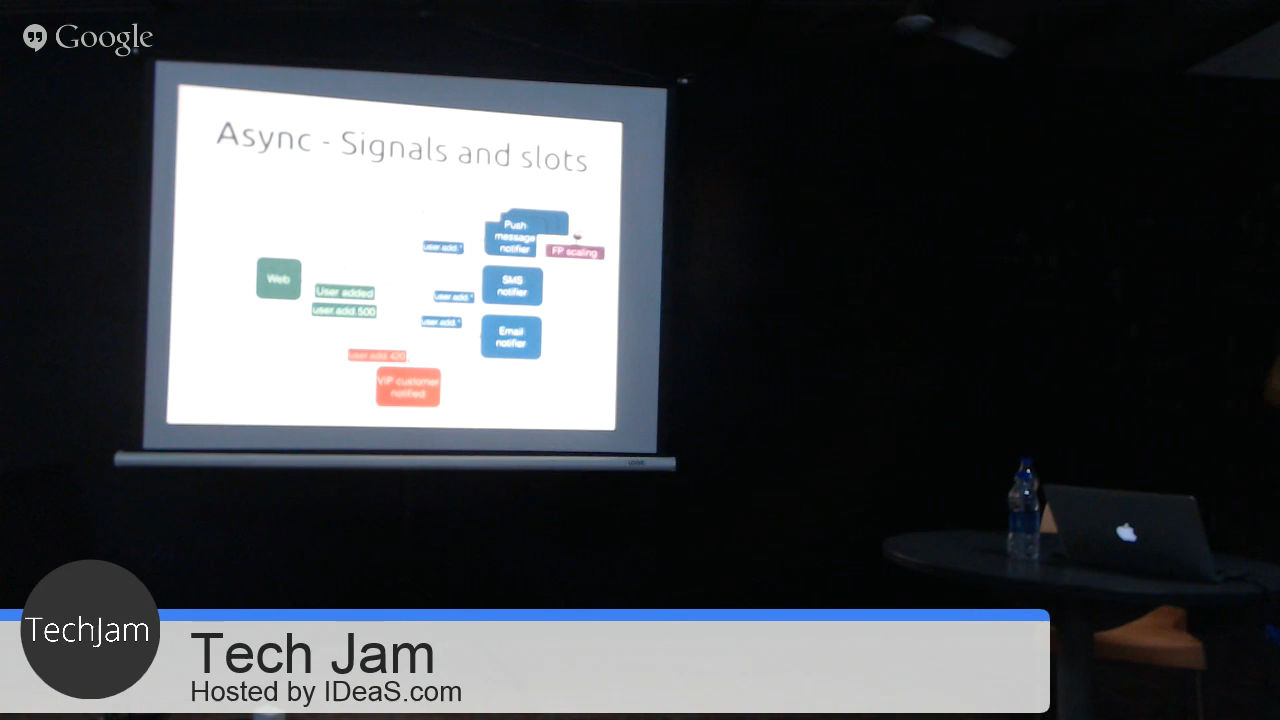 Google
Async - Signals and slots
Push
message
notifier
user.add.*
FP scaling
Web
SMS
notifier
User added
user.add.*
user.add.500
user.add.*
Email
notifier
user.add.420
VIP customer
notified
TechJam
Tech Jam
Hosted by IDeaS.com